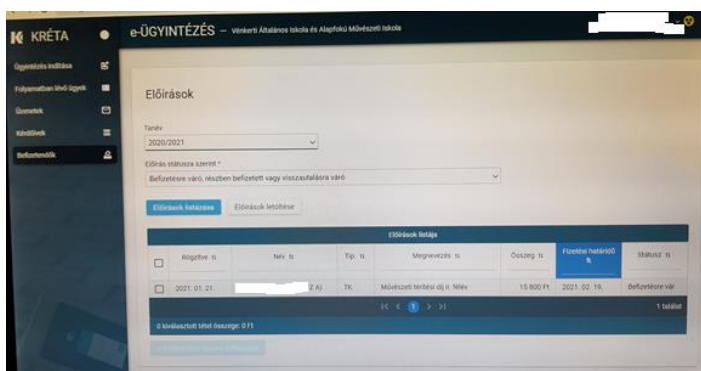 KRÉTA
e-ÜGYINTÉZÉS – Vénkerti Általános Iskola és Alapfokú Művészeti Iskola
Ügyintézés indítása
Folyamatban lévő ügyek
Üzenetek
Kérdőívek
Befizetendők
Előírások
Tanév
2020/2021
Előírás státusza szerint *
Befizetésre váró, részben befizetett vagy visszautalásra váró
Előírások listázása Előírások letöltése
Előírások listája
Rögzítve Név Típ. Megnevezés Összeg Fizetési határidő Státusz
2021. 01. 21. Z A) TK Művészeti térítési díj II. félév 15 800 Ft 2021. 02. 19. Befizetésre vár
1 1 találat
0 kiválasztott tétel összege: 0 Ft